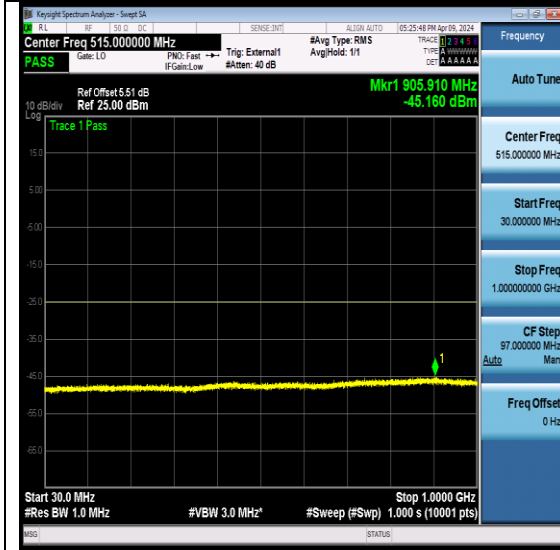 Keysight Spectrum Analyzer - Swept SA
RL RF 50 Ω DC SENSE:INT ALIGN AUTO 05:25:48 PM Apr 09, 2024
Center Freq 515.000000 MHz
PASS
Gate: LO
PNO: Fast
IFGain:Low
Trig: External1
#Atten: 40 dB
#Avg Type: RMS
Avg|Hold: 1/1
TRACE 1 2 3 4 5 6
TYPE A WWWWW
DET A A A A A A
Mkr1 905.910 MHz
-45.160 dBm
Ref Offset 5.51 dB
10 dB/div Ref 25.00 dBm
Log
Trace 1 Pass
15.0
5.00
-5.00
-15.0
-25.0
-35.0
1
-45.0
-55.0
-65.0
Start 30.0 MHz Stop 1.0000 GHz
#Res BW 1.0 MHz #VBW 3.0 MHz* #Sweep (#Swp) 1.000 s (10001 pts)
MSG STATUS
Frequency
Auto Tune
Center Freq
515.000000 MHz
Start Freq
30.000000 MHz
Stop Freq
1.000000000 GHz
CF Step
97.000000 MHz
Auto Man
Freq Offset
0 Hz